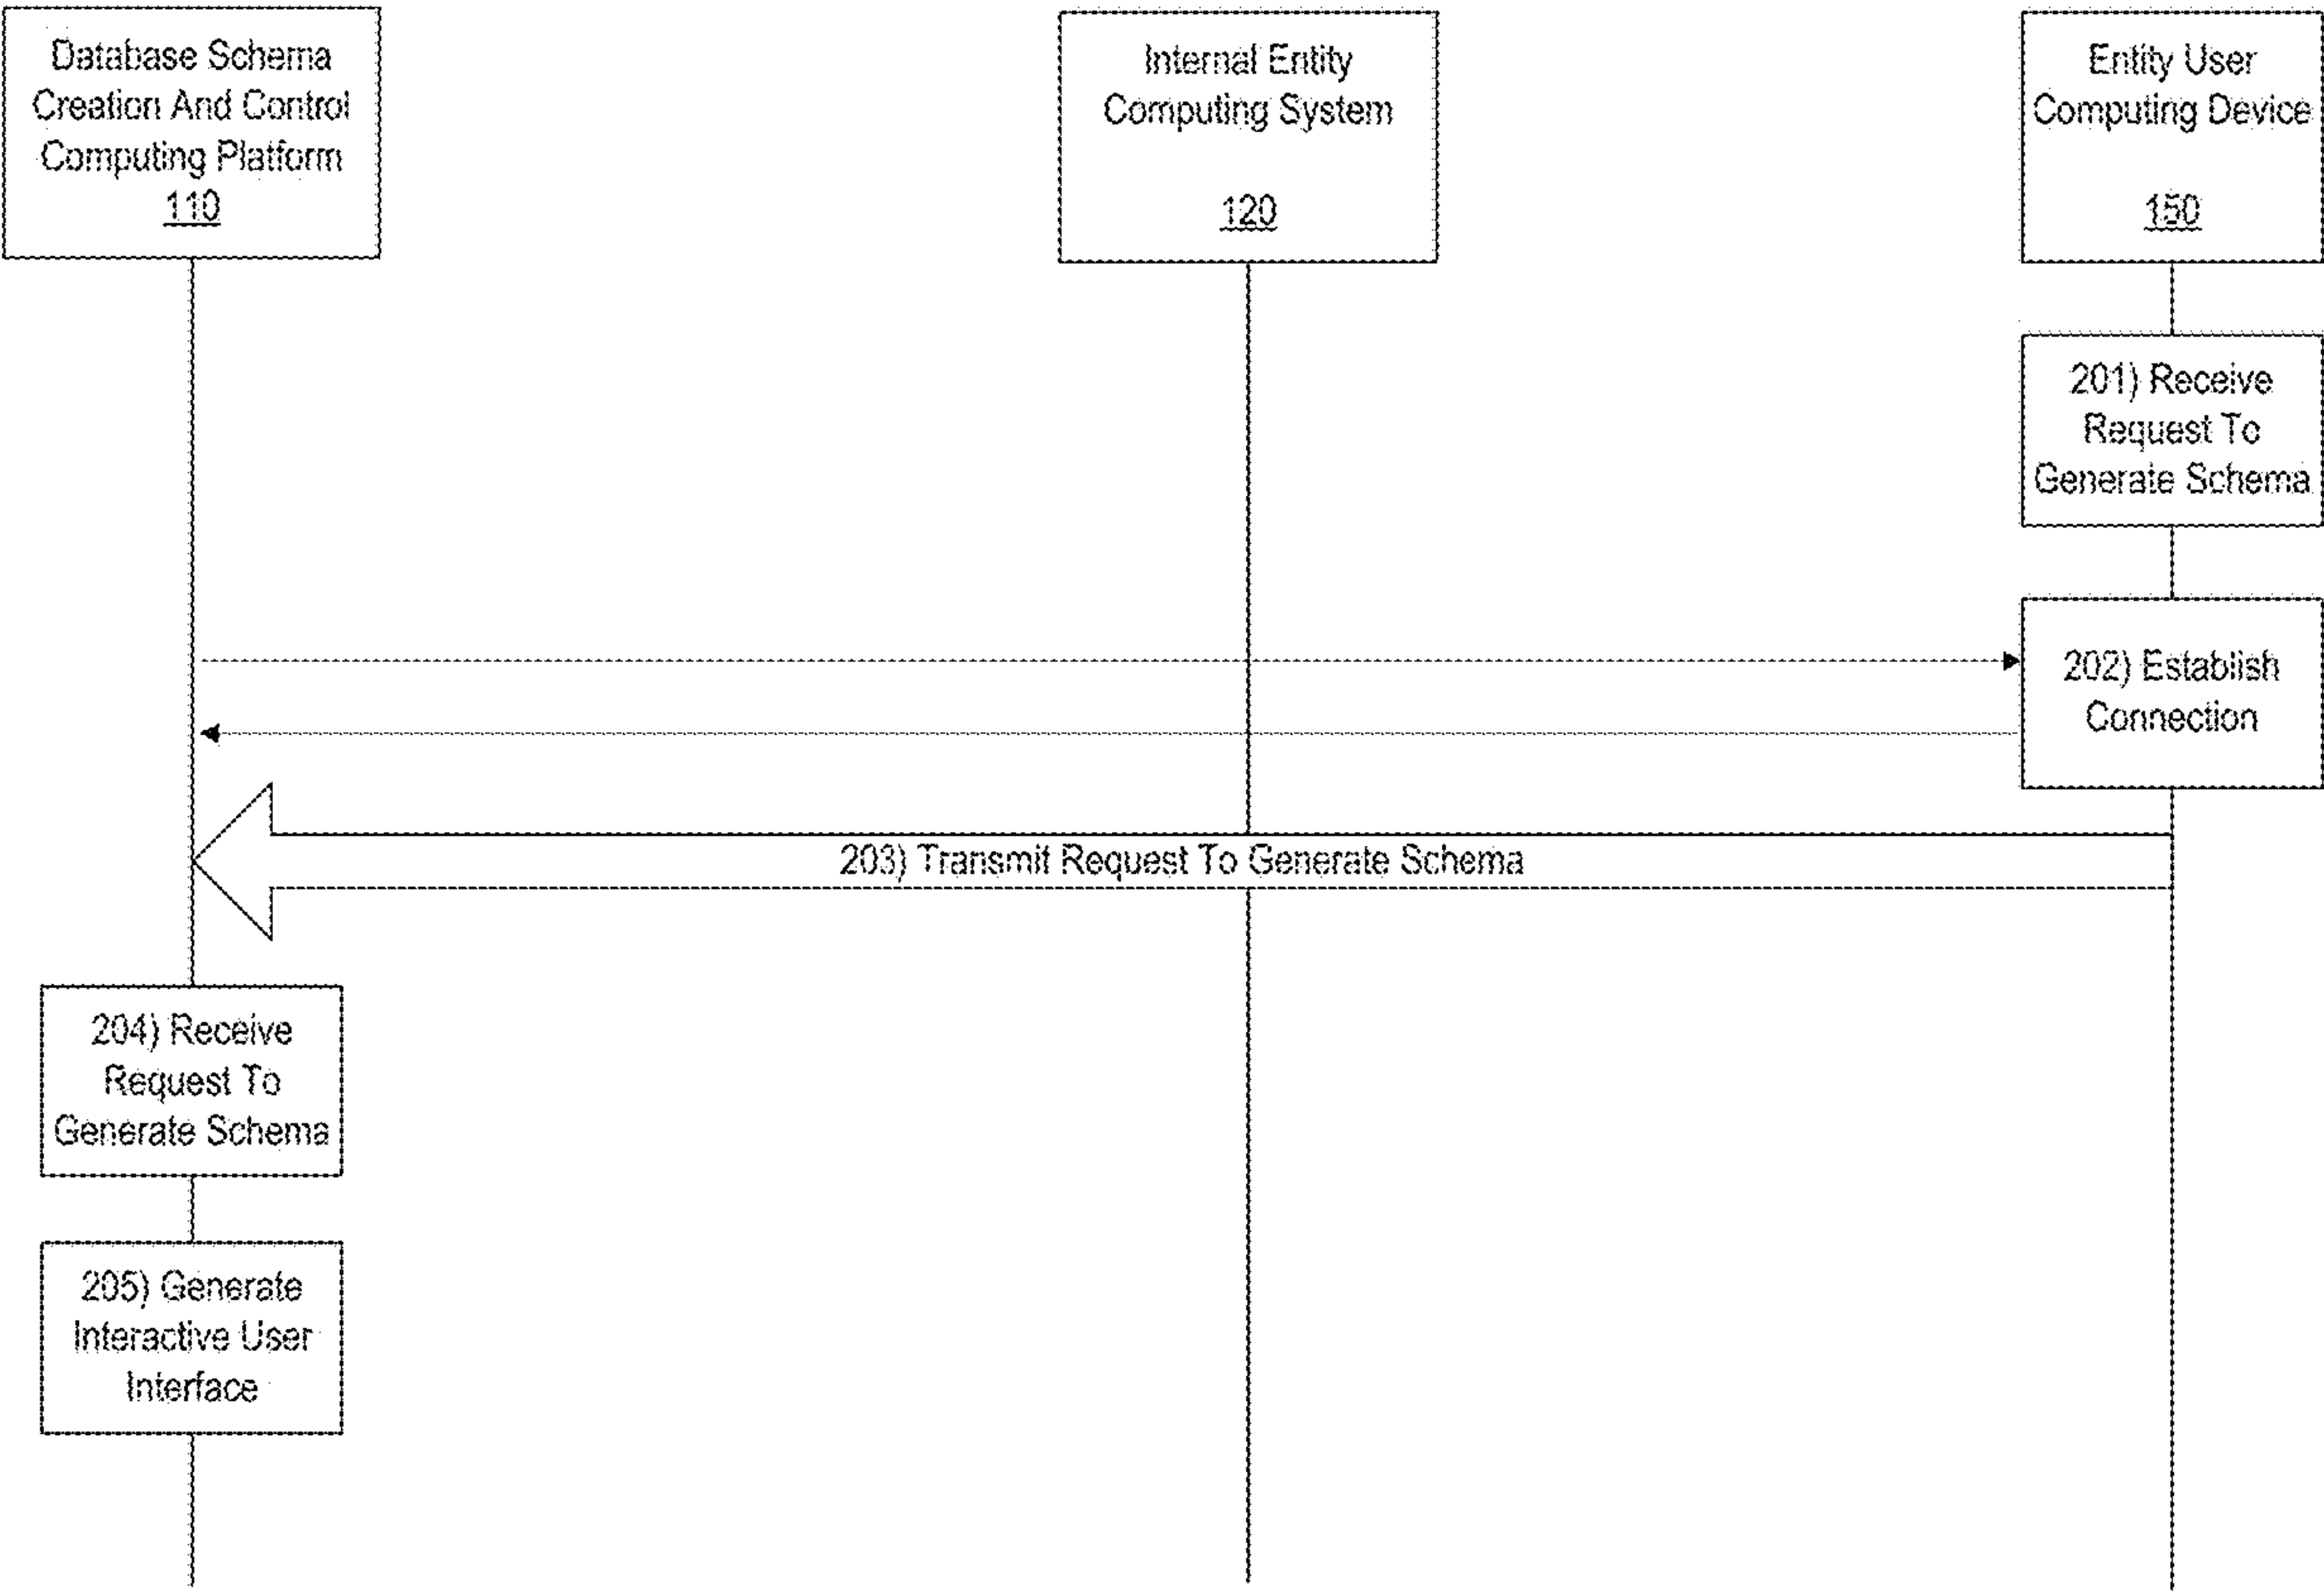 Database Schema
Creation And Control
Computing Platform
110
Internal Entity
Computing System
120
Entity User
Computing Device
150
201) Receive
Request To
Generate Schema
202) Establish
Connection
203) Transmit Request To Generate Schema
204) Receive
Request To
Generate Schema
205) Generate
Interactive User
Interface